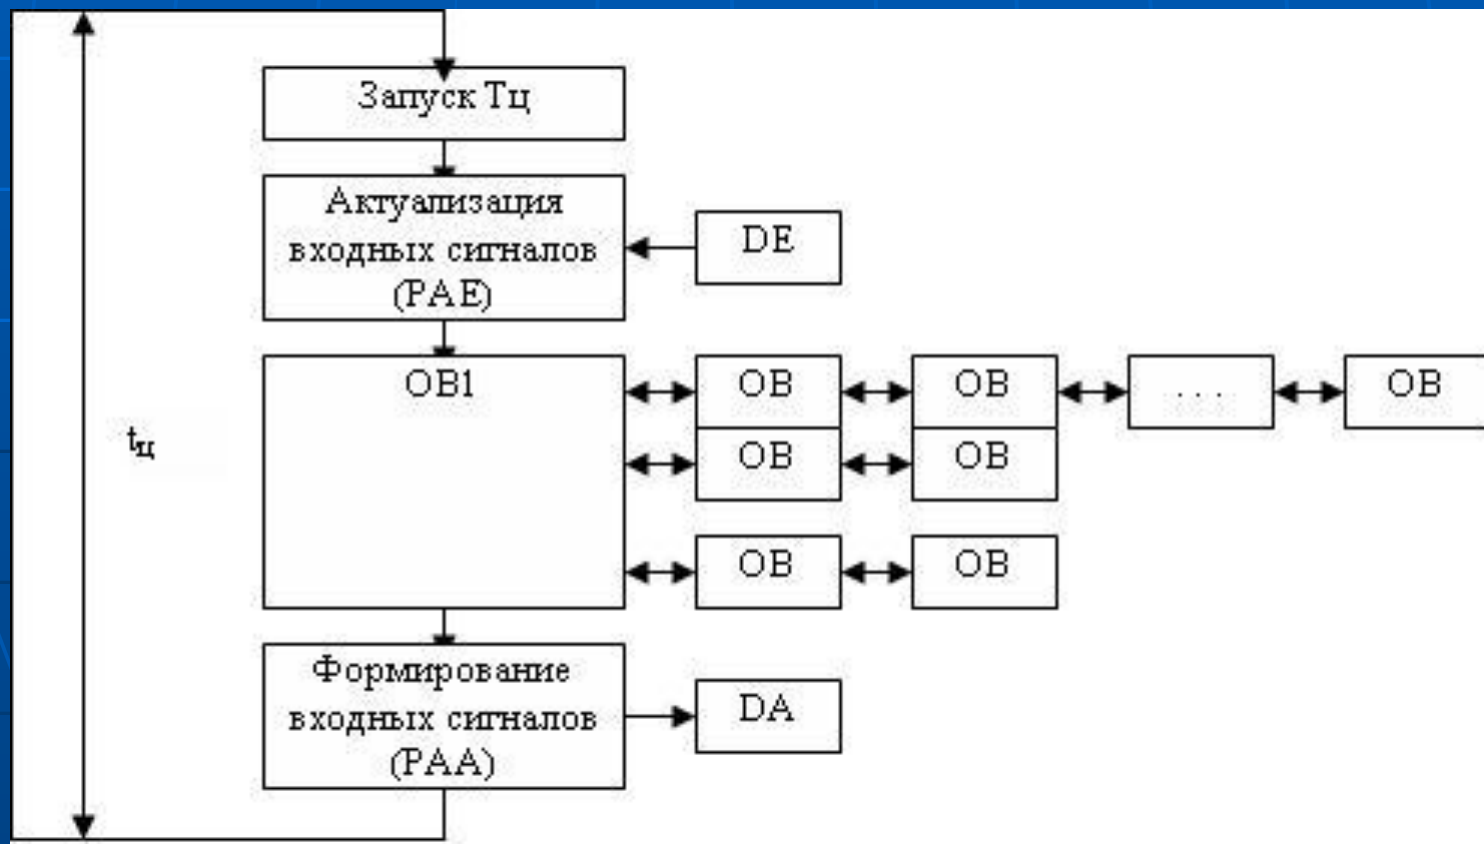 Запуск Тц
Актуализация
входных сигналов
(PAE)
DE
OB1
OB
OB
. . .
OB
OB
OB
OB
OB
tц
Формирование
входных сигналов
(PAA)
DA